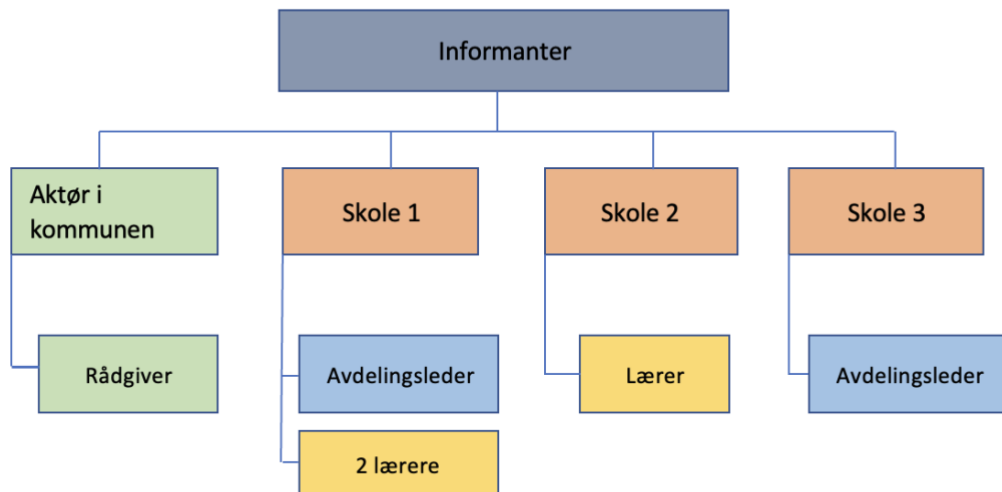 Informanter
Aktør i
kommunen
Skole 1
Skole 2
Skole 3
Rådgiver
Avdelingsleder
Lærer
Avdelingsleder
2 lærere